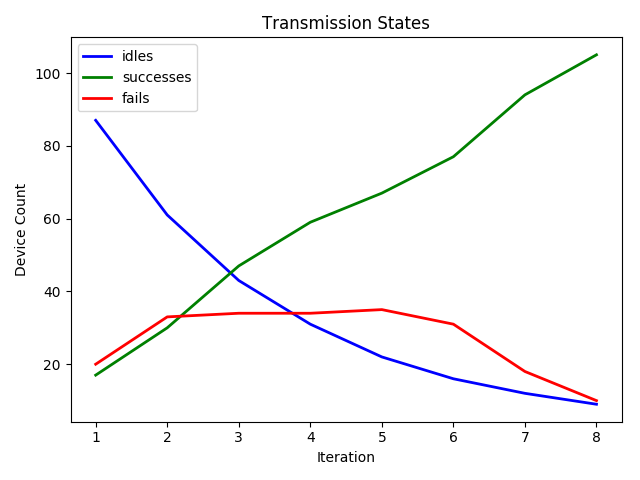 Transmission States
idles
successes
fails
100
80
60
40
20
Device Count
1 2 3 4 5 6 7 8
Iteration